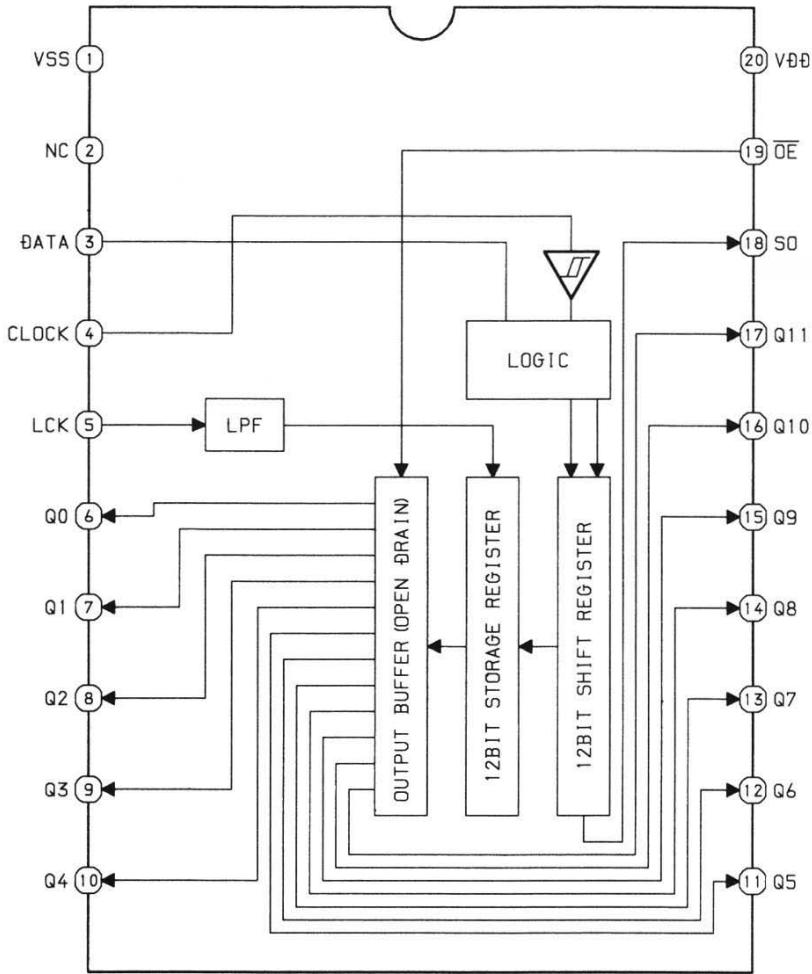 VSS 1
NC 2
DATA 3
CLOCK 4
LCK 5
Q0 6
Q1 7
Q2 8
Q3 9
Q4 10
20 VDD
19 OE
18 SO
17 Q11
16 Q10
15 Q9
14 Q8
13 Q7
12 Q6
11 Q5
LOGIC
LPF
OUTPUT BUFFER(OPEN DRAIN)
12BIT STORAGE REGISTER
12BIT SHIFT REGISTER